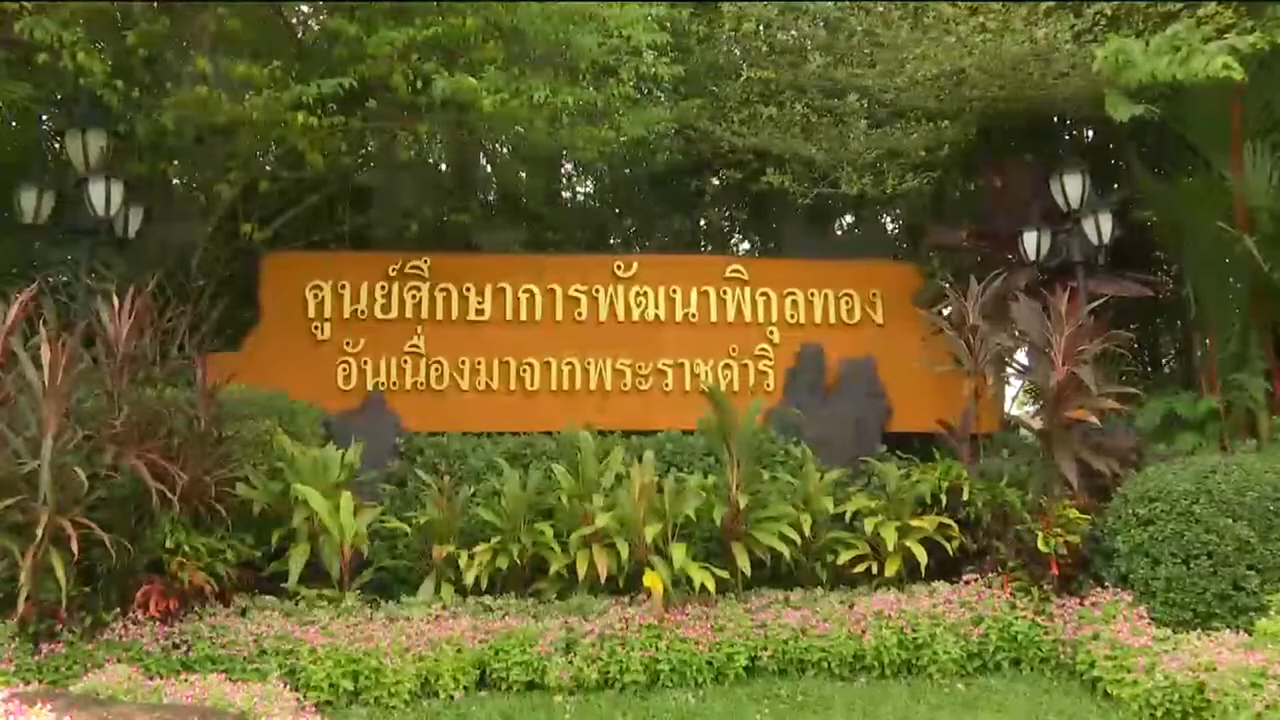 ศูนย์ศึกษาการพัฒนาพิกุลทอง
อันเนื่องมาจากพระราชดำริ